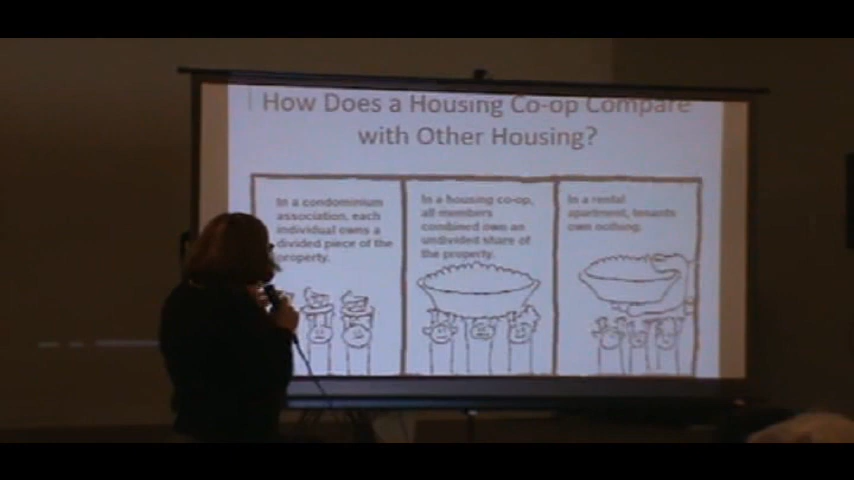 How Does a Housing Co-op Compare
with Other Housing?
In a condominium
association, each
individual owns a
divided piece of the
property.
In a housing co-op,
all members
combined own an
undivided share of
the property.
In a rental
apartment, tenants
own nothing.